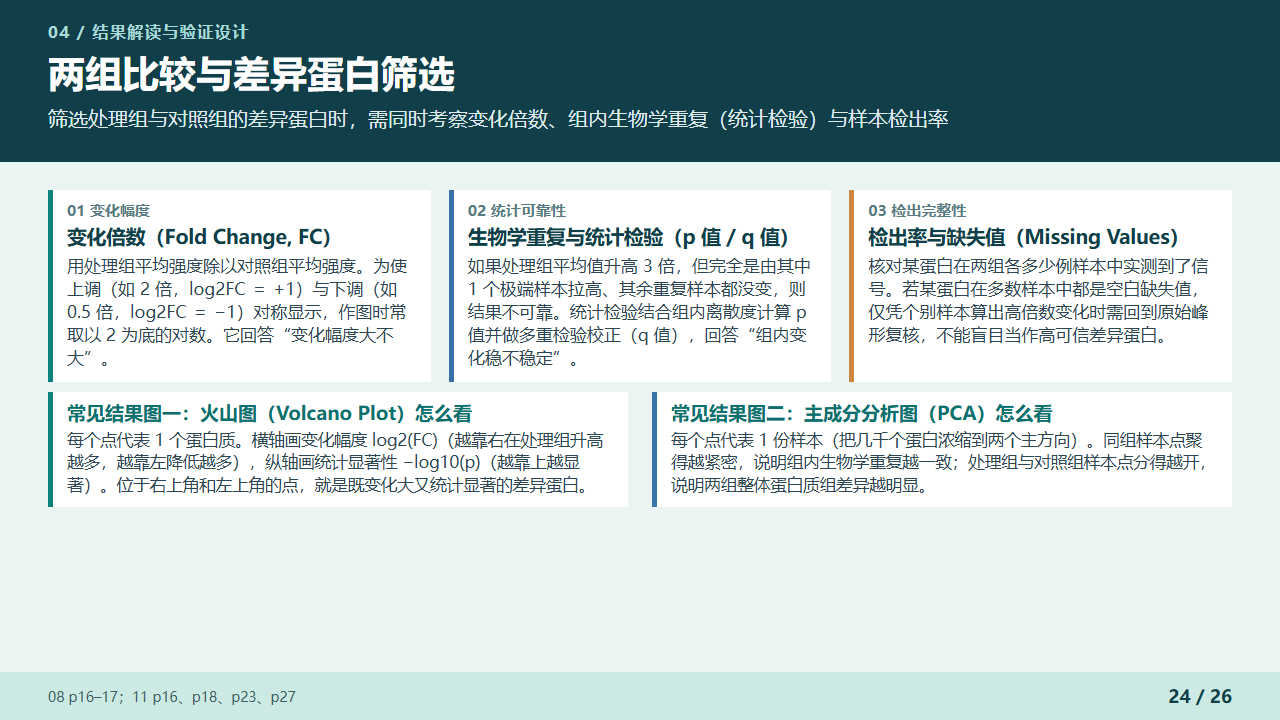 04 / 结果解读与验证设计
两组比较与差异蛋白筛选
筛选处理组与对照组的差异蛋白时，需同时考察变化倍数、组内生物学重复（统计检验）与样本检出率
01 变化幅度
变化倍数（Fold Change, FC）
用处理组平均强度除以对照组平均强度。为使
上调（如 2 倍，log2FC = +1）与下调（如
0.5 倍，log2FC = −1）对称显示，作图时常
取以 2 为底的对数。它回答“变化幅度大不
大”。
02 统计可靠性
生物学重复与统计检验（p 值 / q 值）
如果处理组平均值升高 3 倍，但完全是由其中
1 个极端样本拉高、其余重复样本都没变，则
结果不可靠。统计检验结合组内离散度计算 p
值并做多重检验校正（q 值），回答“组内变
化稳不稳定”。
03 检出完整性
检出率与缺失值（Missing Values）
核对某蛋白在两组各多少例样本中实测到了信
号。若某蛋白在多数样本中都是空白缺失值，
仅凭个别样本算出高倍数变化时需回到原始峰
形复核，不能盲目当作高可信差异蛋白。
常见结果图一：火山图（Volcano Plot）怎么看
每个点代表 1 个蛋白质。横轴画变化幅度 log2(FC)（越靠右在处理组升高
越多，越靠左降低越多），纵轴画统计显著性 −log10(p)（越靠上越显
著）。位于右上角和左上角的点，就是既变化大又统计显著的差异蛋白。
常见结果图二：主成分分析图（PCA）怎么看
每个点代表 1 份样本（把几千个蛋白浓缩到两个主方向）。同组样本点聚
得越紧密，说明组内生物学重复越一致；处理组与对照组样本点分得越开，
说明两组整体蛋白质组差异越明显。
08 p16–17；11 p16、p18、p23、p27
24 / 26